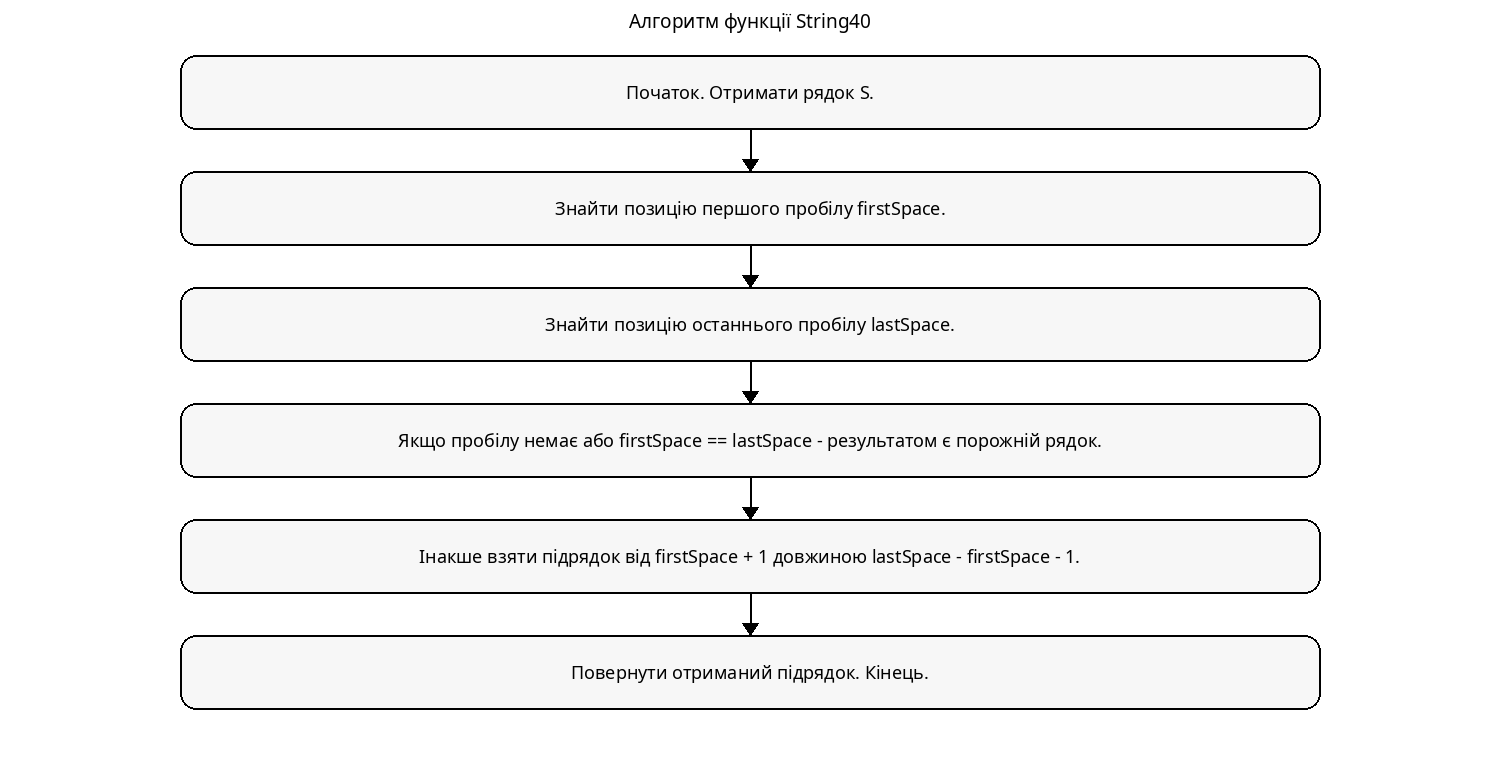 Алгоритм функції String40
Початок. Отримати рядок S.
Знайти позицію першого пробілу firstSpace.
Знайти позицію останнього пробілу lastSpace.
Якщо пробілу немає або firstSpace == lastSpace - результатом є порожній рядок.
Інакше взяти підрядок від firstSpace + 1 довжиною lastSpace - firstSpace - 1.
Повернути отриманий підрядок. Кінець.